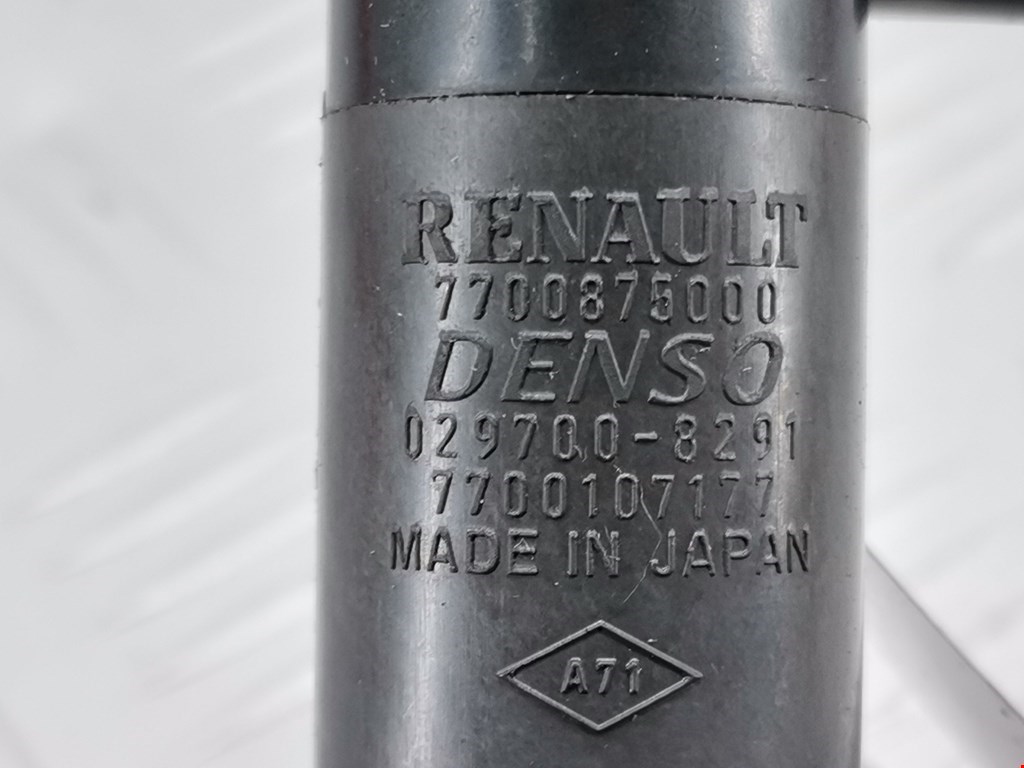 RENAULT
7700875000
DENSO
029700-8291
7700107177
MADE IN JAPAN
A71